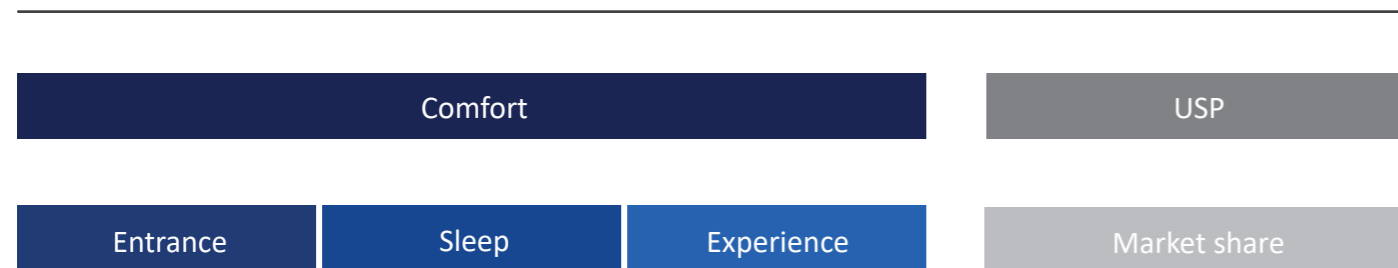 Comfort
USP
Entrance
Sleep
Experience
Market share